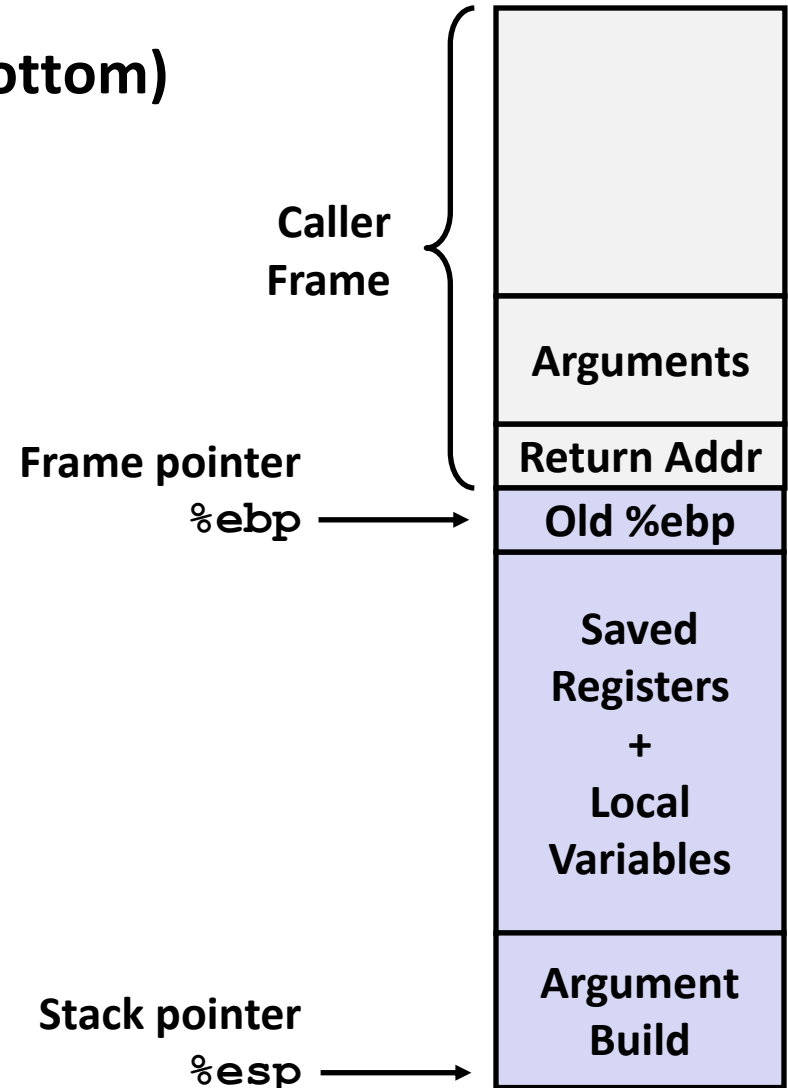 ottom)
Caller
Frame
Arguments
Return Addr
Frame pointer
%ebp
Old %ebp
Saved
Registers
+
Local
Variables
Argument
Build
Stack pointer
%esp